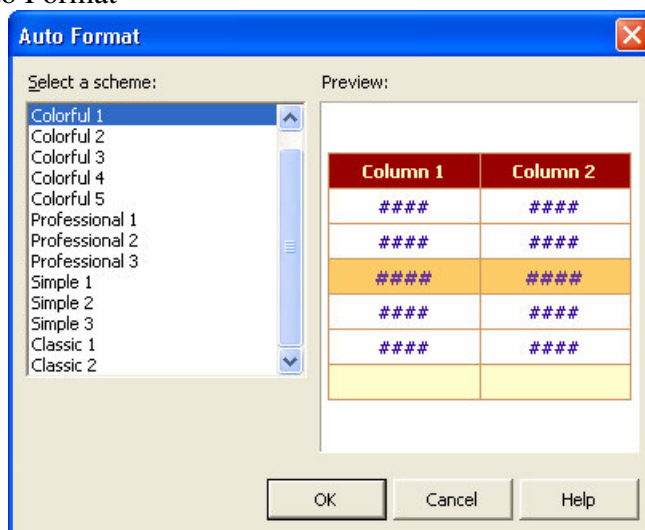 to Format
Auto Format
Select a scheme:
Colorful 1
Colorful 2
Colorful 3
Colorful 4
Colorful 5
Professional 1
Professional 2
Professional 3
Simple 1
Simple 2
Simple 3
Classic 1
Classic 2
Preview:
Column 1 Column 2
#### ####
#### ####
#### ####
#### ####
#### ####
OK Cancel Help